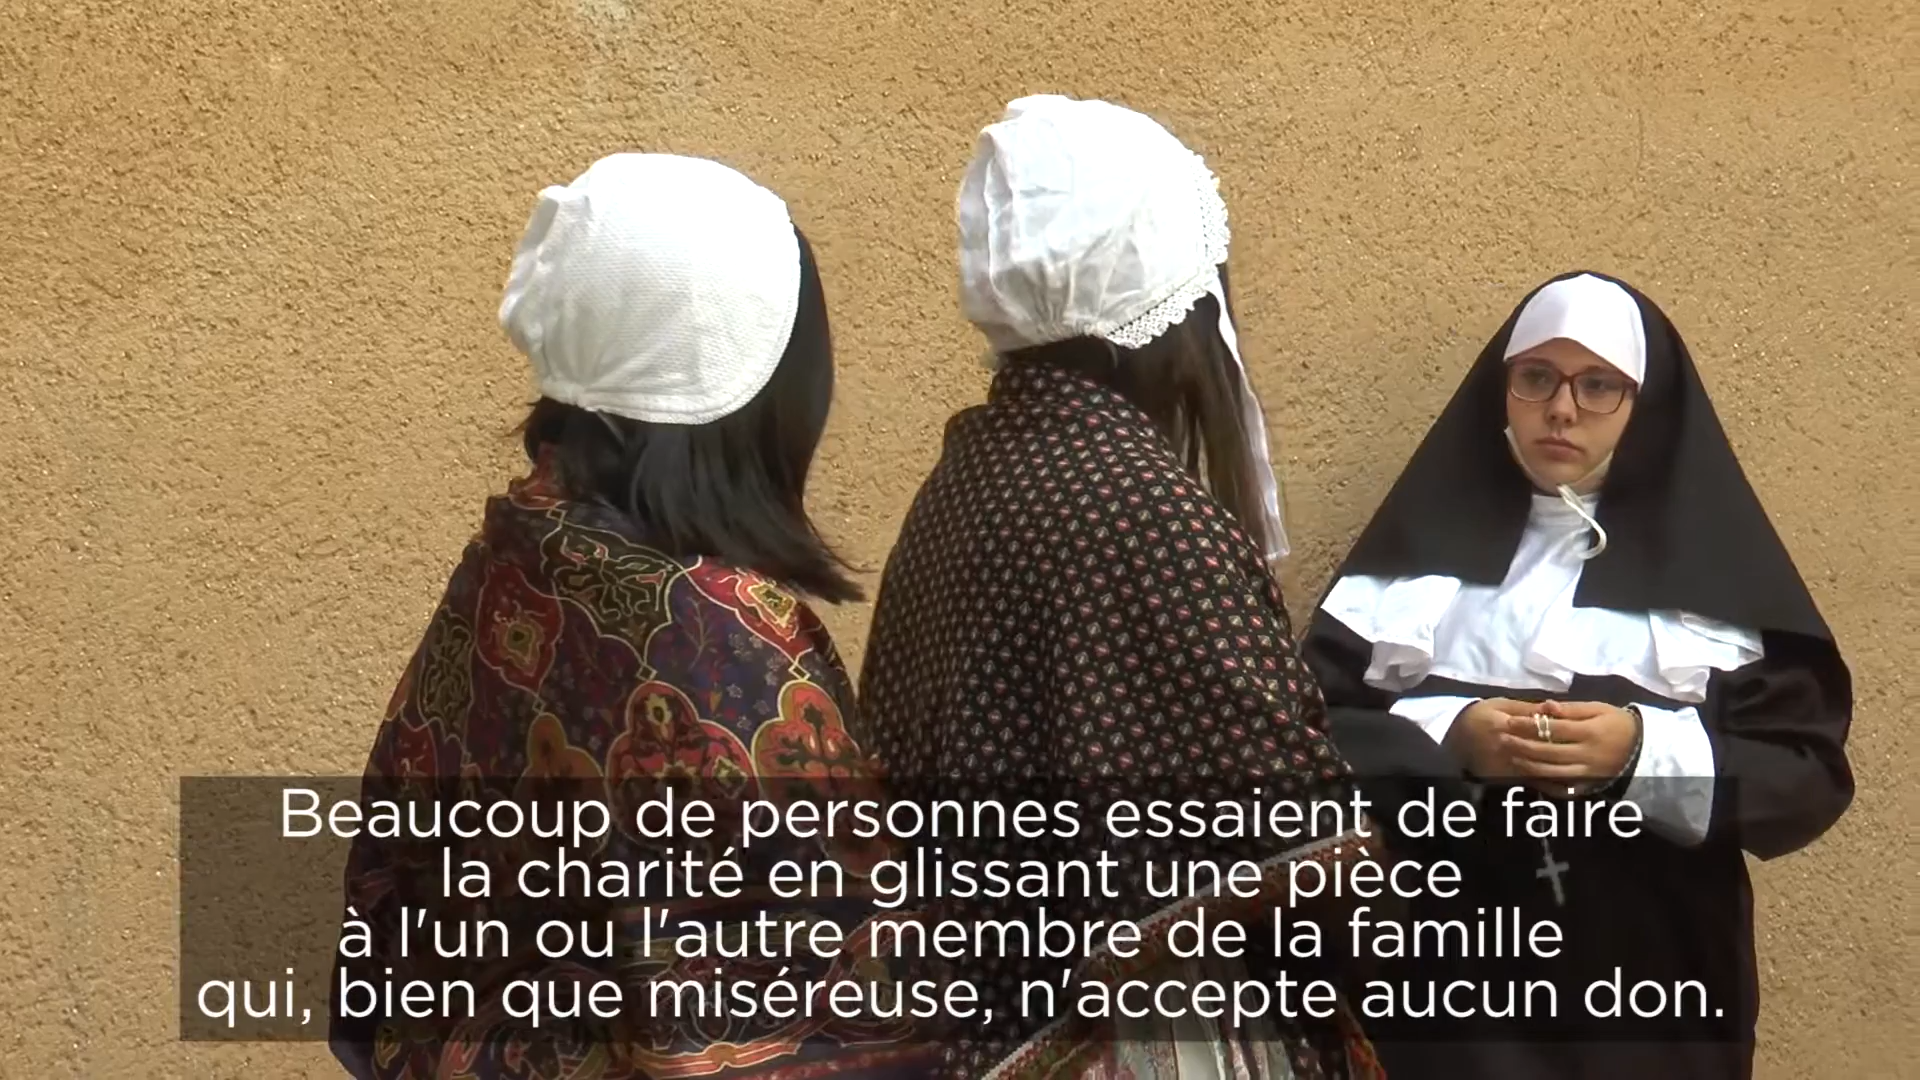 Beaucoup de personnes essaient de faire
la charité en glissant une pièce
à l'un ou l'autre membre de la famille
qui, bien que miséreuse, n'accepte aucun don.